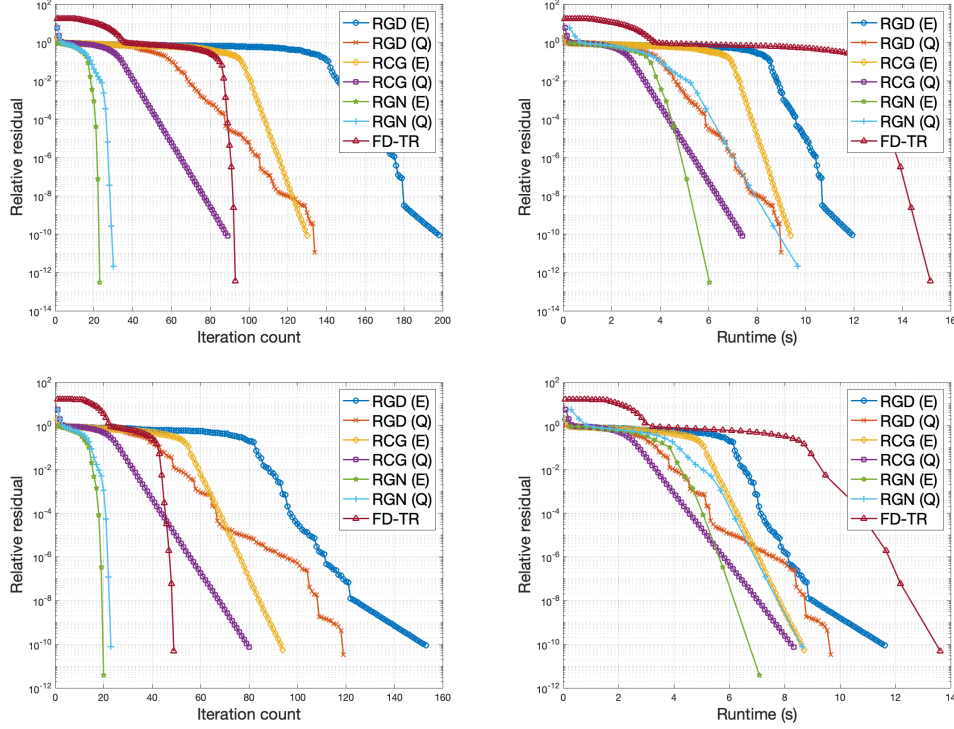 10^2
10^0
10^-2
10^-4
10^-6
10^-8
10^-10
10^-12
10^-14
Relative residual
0 20 40 60 80 100 120 140 160 180 200
Iteration count
RGD (E)
RGD (Q)
RCG (E)
RCG (Q)
RGN (E)
RGN (Q)
FD-TR
10^2
10^0
10^-2
10^-4
10^-6
10^-8
10^-10
10^-12
10^-14
Relative residual
0 2 4 6 8 10 12 14 16
Runtime (s)
RGD (E)
RGD (Q)
RCG (E)
RCG (Q)
RGN (E)
RGN (Q)
FD-TR
10^2
10^0
10^-2
10^-4
10^-6
10^-8
10^-10
10^-12
Relative residual
0 20 40 60 80 100 120 140 160
Iteration count
RGD (E)
RGD (Q)
RCG (E)
RCG (Q)
RGN (E)
RGN (Q)
FD-TR
10^2
10^0
10^-2
10^-4
10^-6
10^-8
10^-10
10^-12
Relative residual
0 2 4 6 8 10 12 14
Runtime (s)
RGD (E)
RGD (Q)
RCG (E)
RCG (Q)
RGN (E)
RGN (Q)
FD-TR